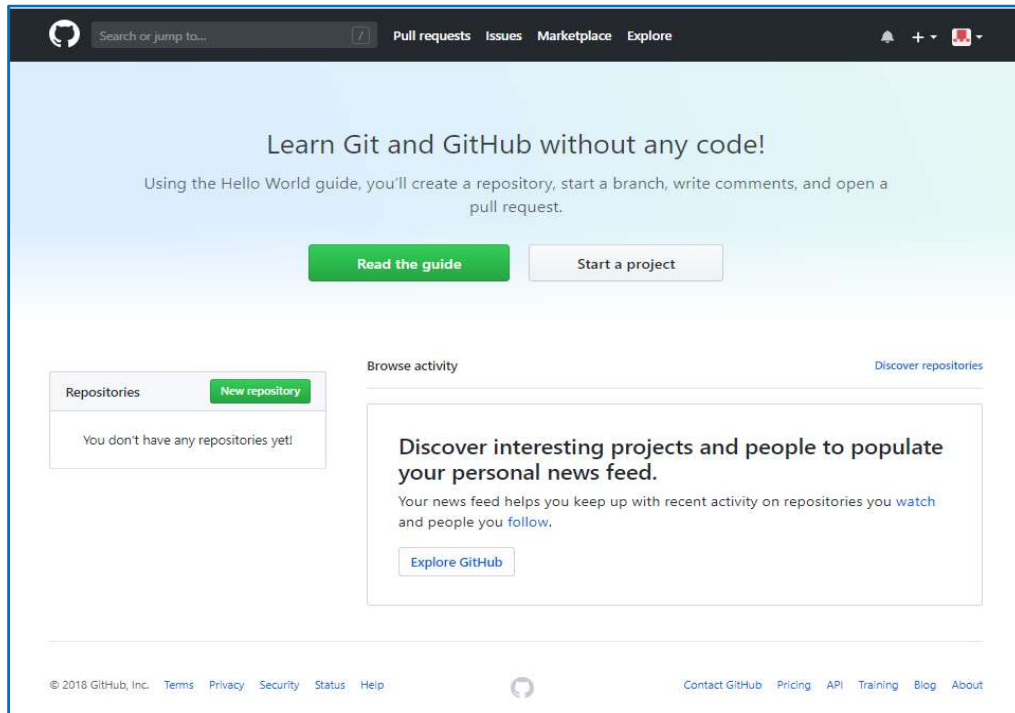 Search or jump to... /
Pull requests Issues Marketplace Explore
Learn Git and GitHub without any code!
Using the Hello World guide, you'll create a repository, start a branch, write comments, and open a
pull request.
Read the guide Start a project
Browse activity Discover repositories
Repositories New repository
You don't have any repositories yet!
Discover interesting projects and people to populate
your personal news feed.
Your news feed helps you keep up with recent activity on repositories you watch
and people you follow.
Explore GitHub
© 2018 GitHub, Inc. Terms Privacy Security Status Help Contact GitHub Pricing API Training Blog About